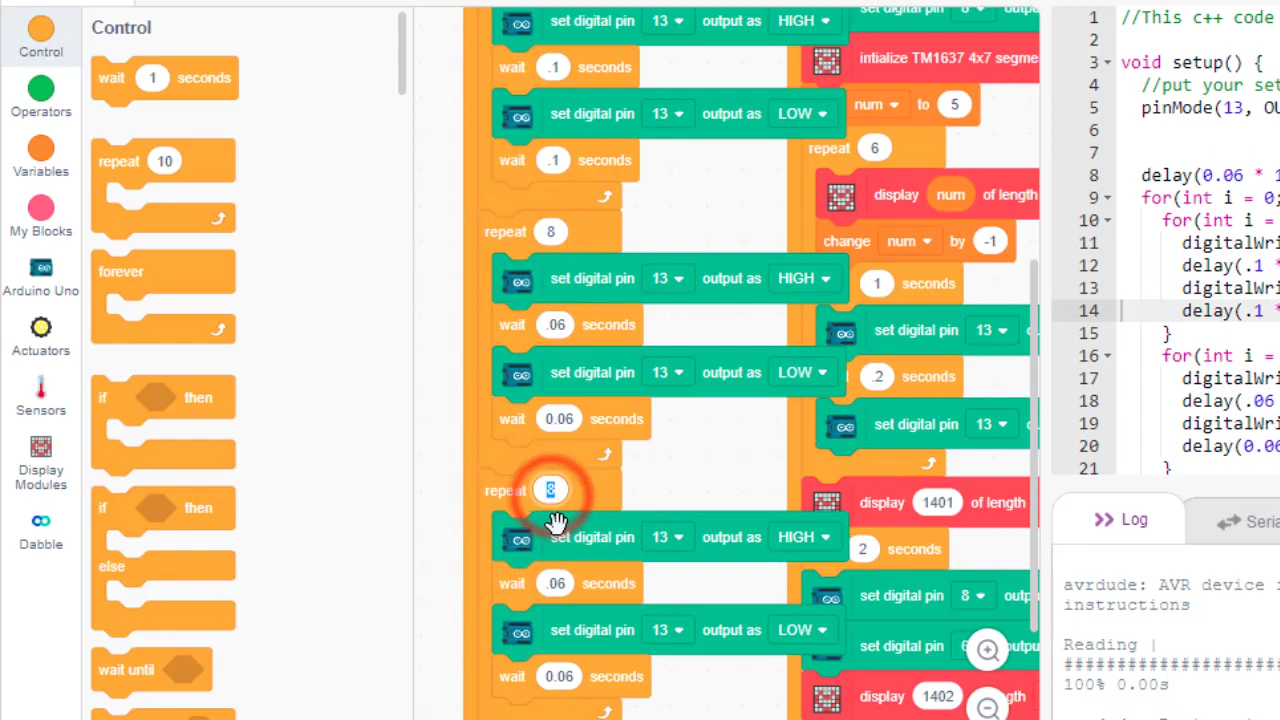 Control
Operators
Variables
My Blocks
Arduino Uno
Actuators
Sensors
Display
Modules
Dabble
Control
wait 1 seconds
repeat 10
forever
if then
if then
else
wait until
set digital pin 13 output as HIGH
wait .1 seconds
set digital pin 13 output as LOW
wait .1 seconds
repeat 8
set digital pin 13 output as HIGH
wait .06 seconds
set digital pin 13 output as LOW
wait 0.06 seconds
repeat 8
set digital pin 13 output as HIGH
wait .06 seconds
set digital pin 13 output as LOW
wait 0.06 seconds
set digital pin 8
intialize TM1637 4x7 segme
num to 5
repeat 6
display num of length
change num by -1
1 seconds
set digital pin 13
.2 seconds
set digital pin 13
display 1401 of length
2 seconds
set digital pin 8 outp
display 1402
1 //This c++ code
2
3 void setup() {
4 //put your set
5 pinMode(13, OU
6
7
8 delay(0.06 * 1
9 for(int i = 0;
10 for(int i =
11 digitalWri
12 delay(.1 *
13 digitalWri
14 delay(.1 *
15 }
16 for(int i =
17 digitalWri
18 delay(.06
19 digitalWri
20 delay(0.06
21 }
Log
Seria
avrdude: AVR device i
instructions
Reading |
######################
100% 0.00s